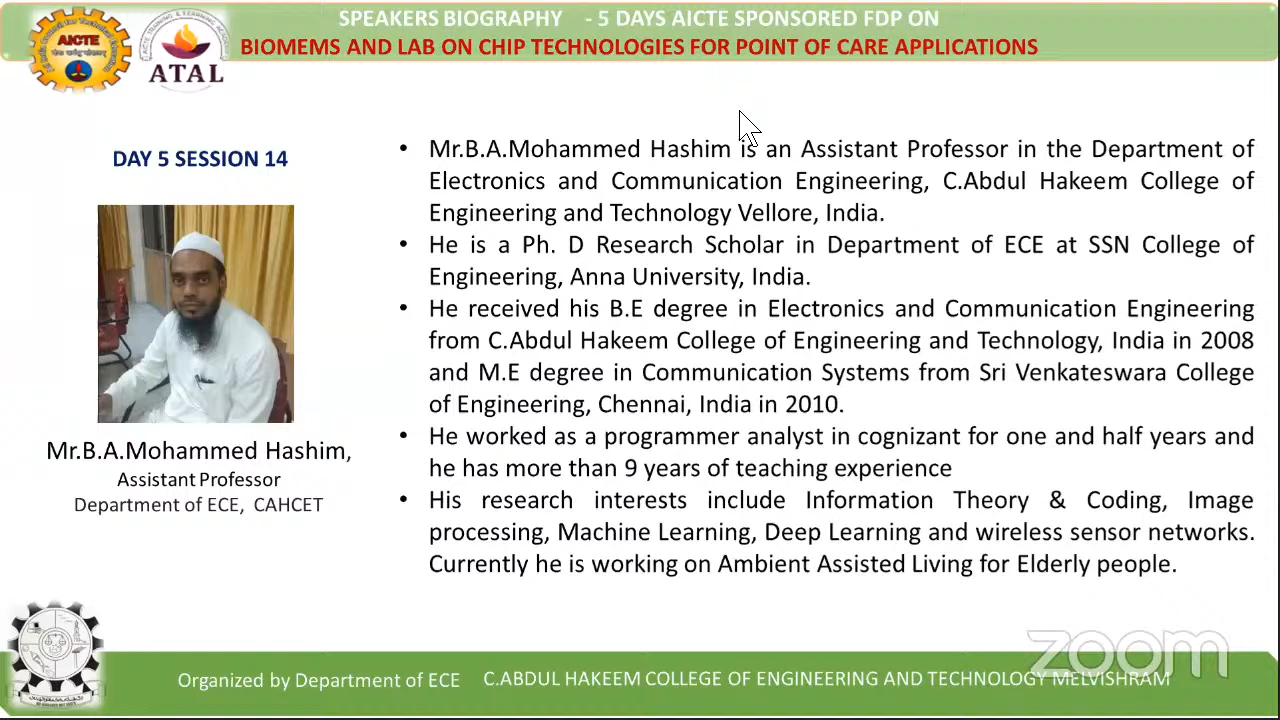 SPEAKERS BIOGRAPHY - 5 DAYS AICTE SPONSORED FDP ON
BIOMEMS AND LAB ON CHIP TECHNOLOGIES FOR POINT OF CARE APPLICATIONS
AICTE
ATAL
DAY 5 SESSION 14
Mr.B.A.Mohammed Hashim,
Assistant Professor
Department of ECE, CAHCET
• Mr.B.A.Mohammed Hashim is an Assistant Professor in the Department of
Electronics and Communication Engineering, C.Abdul Hakeem College of
Engineering and Technology Vellore, India.
• He is a Ph. D Research Scholar in Department of ECE at SSN College of
Engineering, Anna University, India.
• He received his B.E degree in Electronics and Communication Engineering
from C.Abdul Hakeem College of Engineering and Technology, India in 2008
and M.E degree in Communication Systems from Sri Venkateswara College
of Engineering, Chennai, India in 2010.
• He worked as a programmer analyst in cognizant for one and half years and
he has more than 9 years of teaching experience
• His research interests include Information Theory & Coding, Image
processing, Machine Learning, Deep Learning and wireless sensor networks.
Currently he is working on Ambient Assisted Living for Elderly people.
zoom
Organized by Department of ECE C.ABDUL HAKEEM COLLEGE OF ENGINEERING AND TECHNOLOGY MELVISHRAM